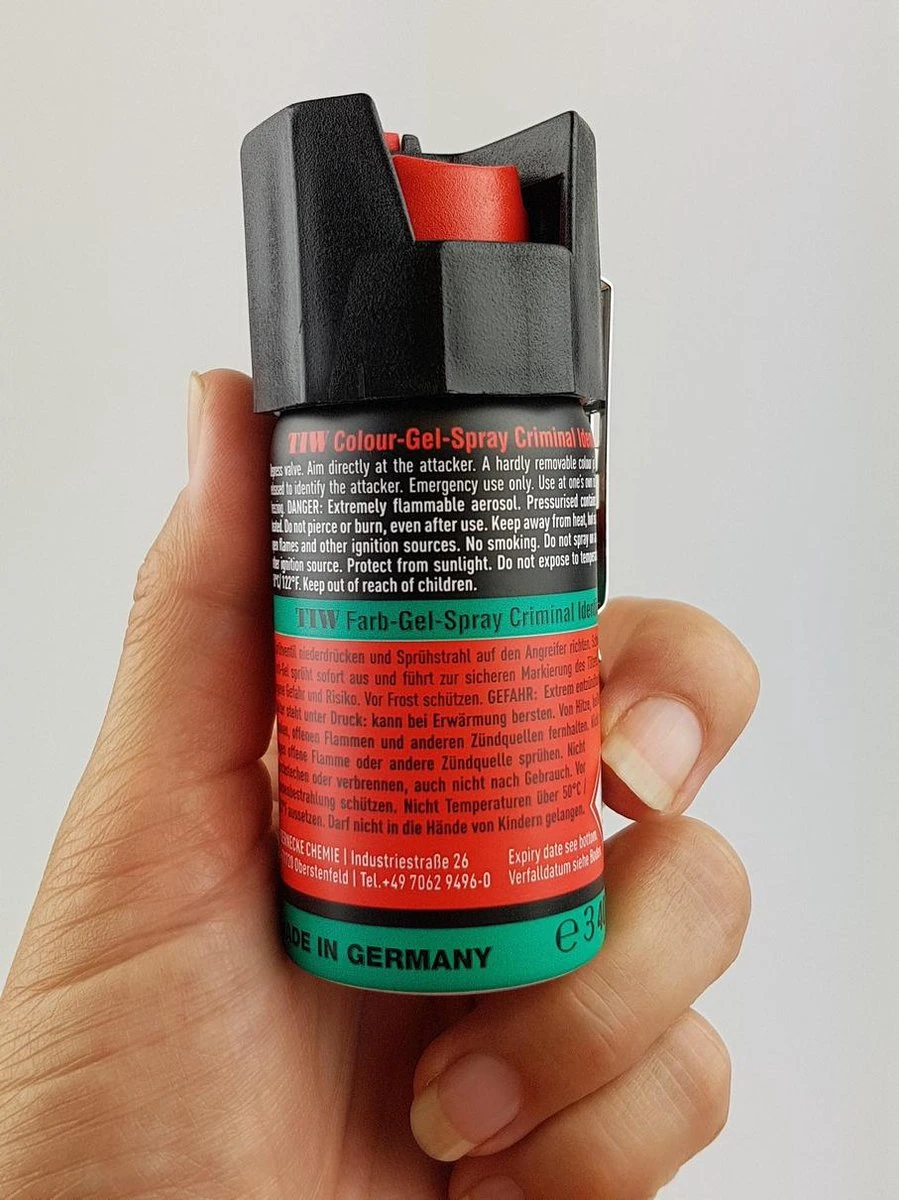 TIW Colour-Gel-Spray Criminal
valve. Aim directly at the attacker. A hardly removable colour
to identify the attacker. Emergency use only. Use at one's own
DANGER: Extremely flammable aerosol. Pressurised
Do not pierce or burn, even after use. Keep away from heat,
flames and other ignition sources. No smoking. Do not spray on
ignition source. Protect from sunlight. Do not expose to
122°F. Keep out of reach of children.
TIW Farb-Gel-Spray Criminal
niederdrücken und Sprühstrahl auf den Angreifer richten.
sprüht sofort aus und führt zur sicheren Markierung des
Gefahr und Risiko. Vor Frost schützen. GEFAHR: Extrem
steht unter Druck: kann bei Erwärmung bersten. Von Hitze,
offenen Flammen und anderen Zündquellen fernhalten.
offene Flamme oder andere Zündquelle sprühen. Nicht
oder verbrennen, auch nicht nach Gebrauch. Vor
schützen. Nicht Temperaturen über 50°C /
aussetzen. Darf nicht in die Hände von Kindern gelangen.
CHEMIE | Industriestraße 26
Oberstenfeld | Tel.+49 7062 9496-0
Expiry date see bottom
Verfalldatum siehe
IN GERMANY
e